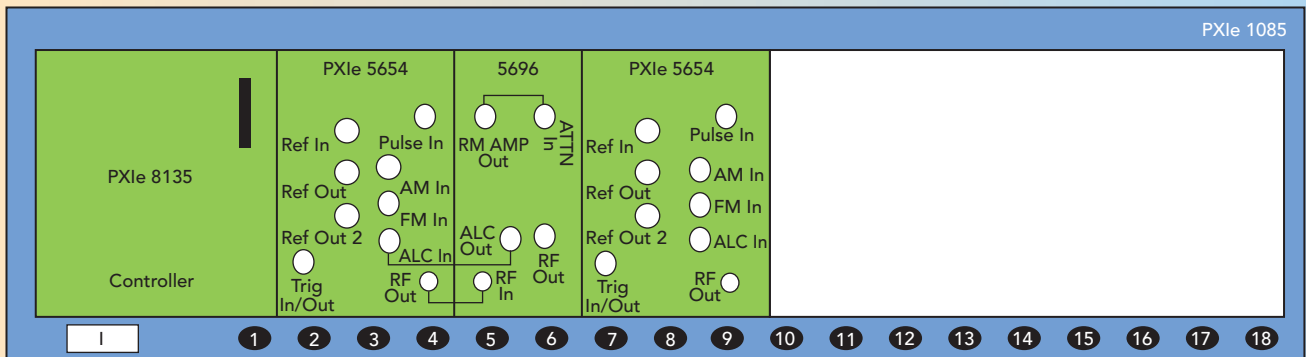 PXIe 1085
PXIe 8135
Controller
PXIe 5654
Ref In
Pulse In
Ref Out
AM In
Ref Out 2
FM In
ALC In
Trig
In/Out
RF
Out
5696
RM AMP
Out
ATTN
In
ALC
Out
RF
Out
RF
In
PXIe 5654
Ref In
Pulse In
Ref Out
AM In
FM In
Ref Out 2
ALC In
Trig
In/Out
RF
Out
I 1 2 3 4 5 6 7 8 9 10 11 12 13 14 15 16 17 18